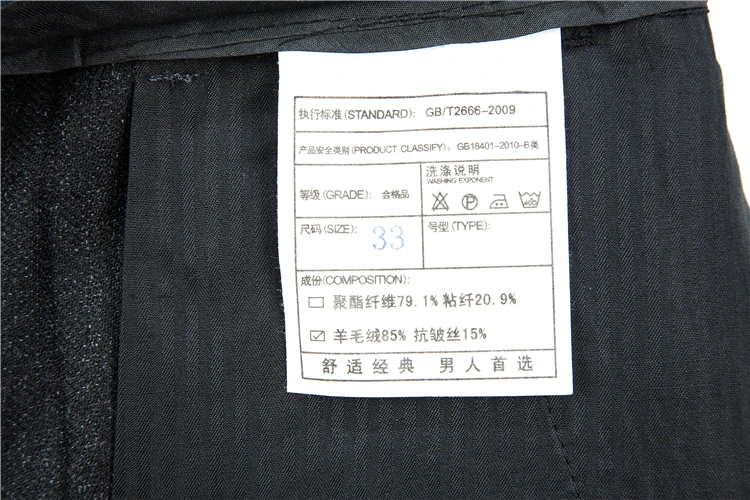 执行标准(STANDARD): GB/T2666-2009
产品安全类别(PRODUCT CLASSIFY): GB18401-2010-B类
等级(GRADE): 合格品
洗涤说明
WASHING EXPONENT
P
40C
尺码(SIZE): 33
号型(TYPE):
成份(COMPOSITION):
聚酯纤维79.1%粘纤20.9%
羊毛绒85% 抗皱丝15%
舒适经典 男人首选